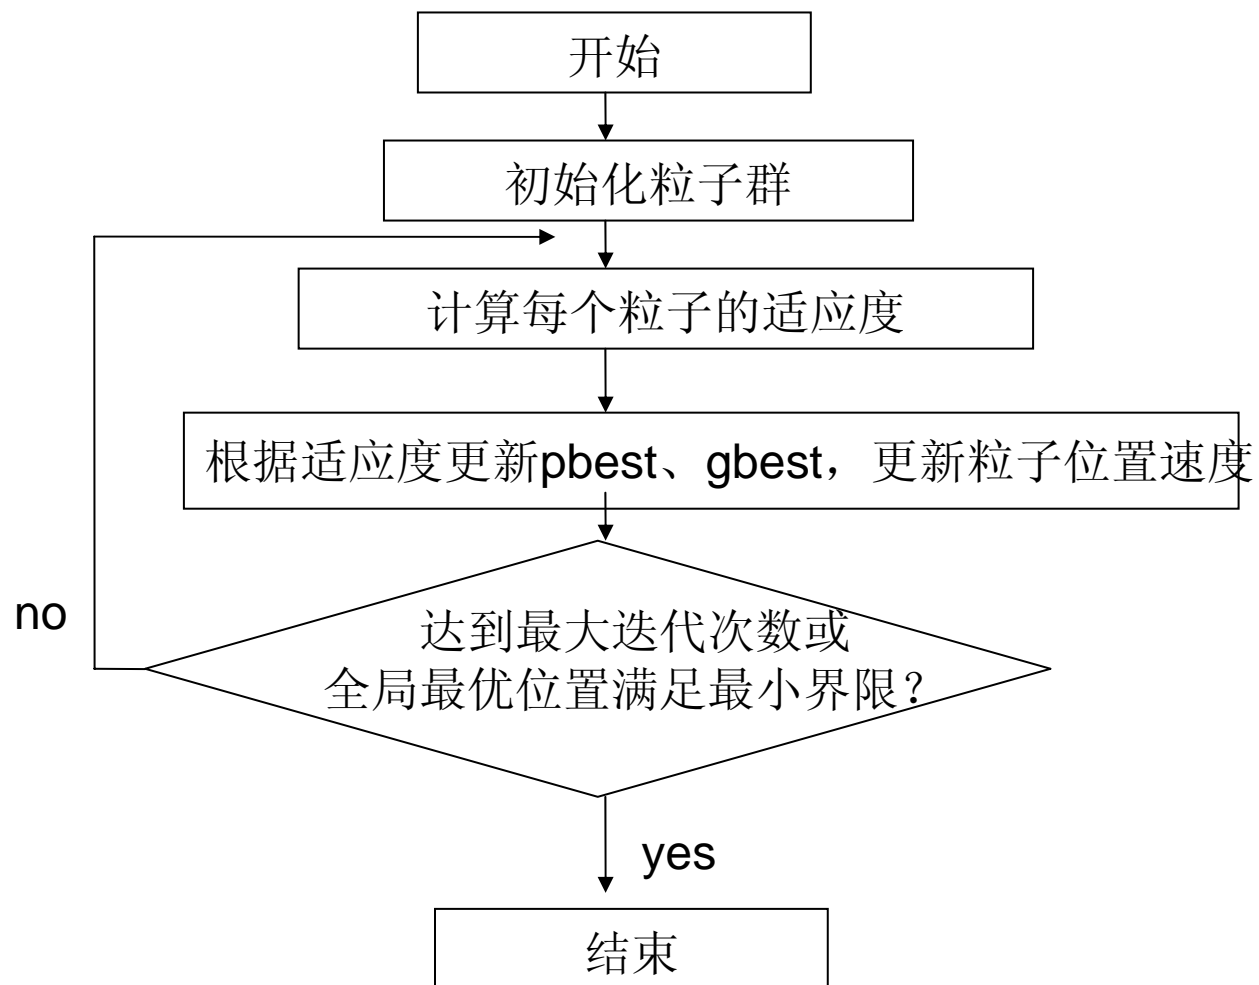 开始
初始化粒子群
计算每个粒子的适应度
根据适应度更新pbest、gbest，更新粒子位置速度
no
达到最大迭代次数或
全局最优位置满足最小界限？
yes
结束